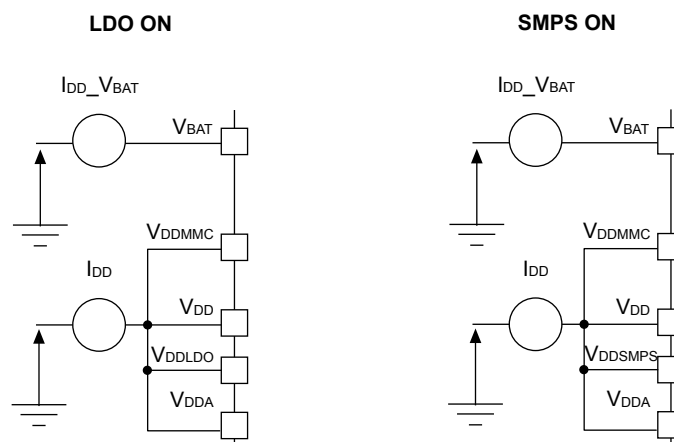 LDO ON
IDD_VBAT
VBAT
VDDMMC
IDD
VDD
VDDLDO
VDDA
SMPS ON
IDD_VBAT
VBAT
VDDMMC
IDD
VDD
VDDSMPS
VDDA